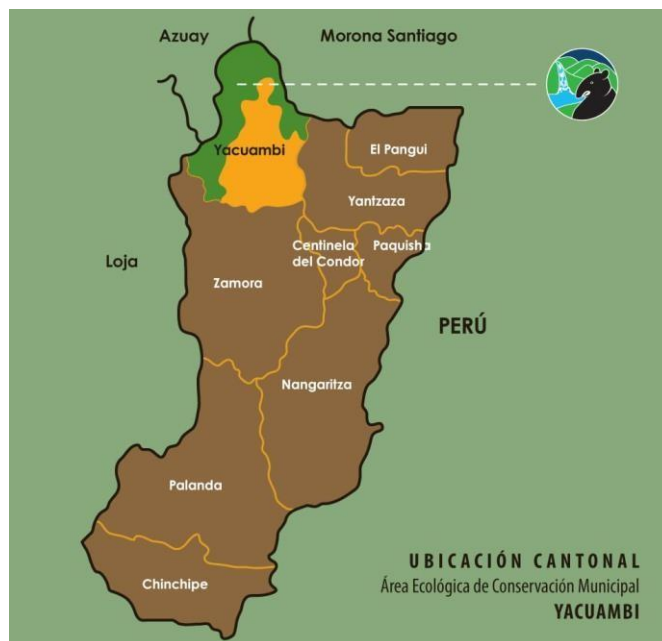 Azuay
Morona Santiago
Yacuambi
El Pangui
Yantzaza
Centinela
del Condor
Paquisha
Loja
Zamora
PERÚ
Nangaritza
Palanda
Chinchipe
UBICACIÓN CANTONAL
Área Ecológica de Conservación Municipal
YACUAMBI